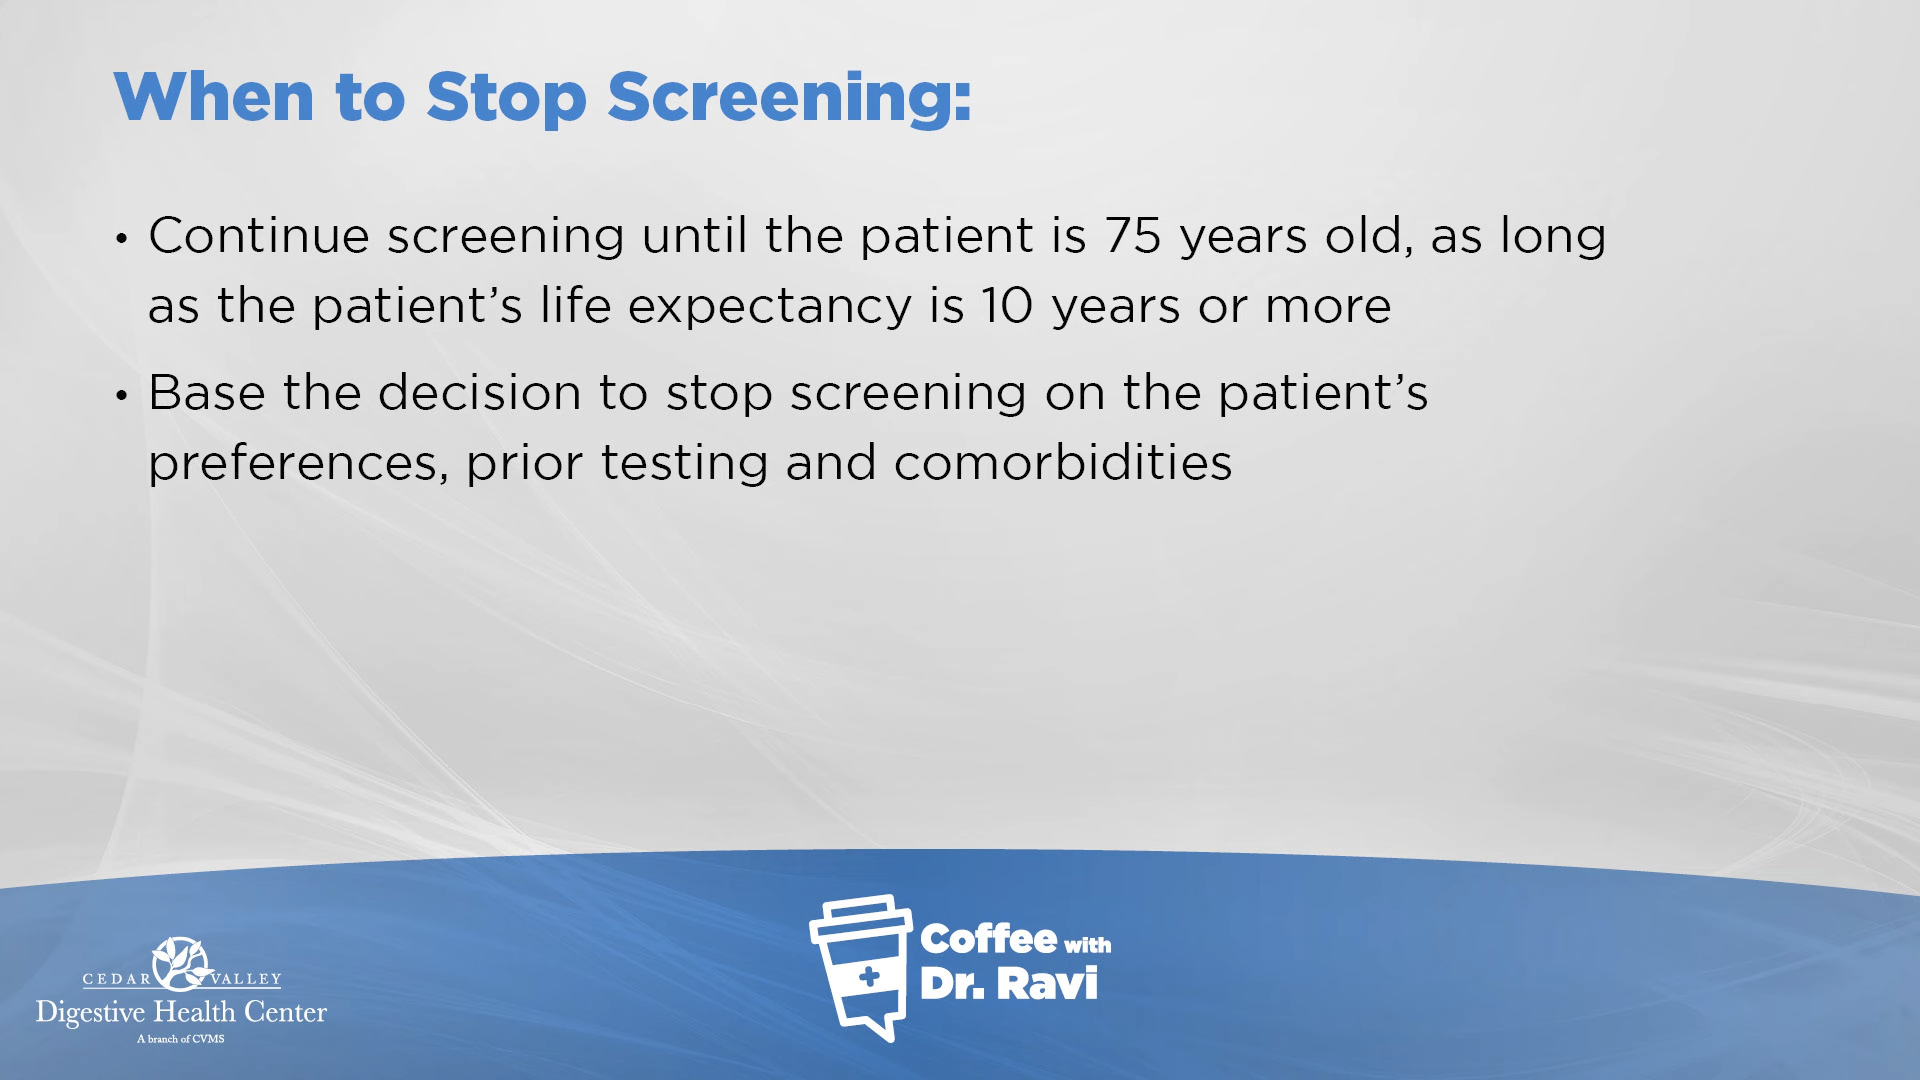 When to Stop Screening:
• Continue screening until the patient is 75 years old, as long
as the patient’s life expectancy is 10 years or more
• Base the decision to stop screening on the patient’s
preferences, prior testing and comorbidities
CEDAR VALLEY
Digestive Health Center
A branch of CVMS
Coffee with
Dr. Ravi